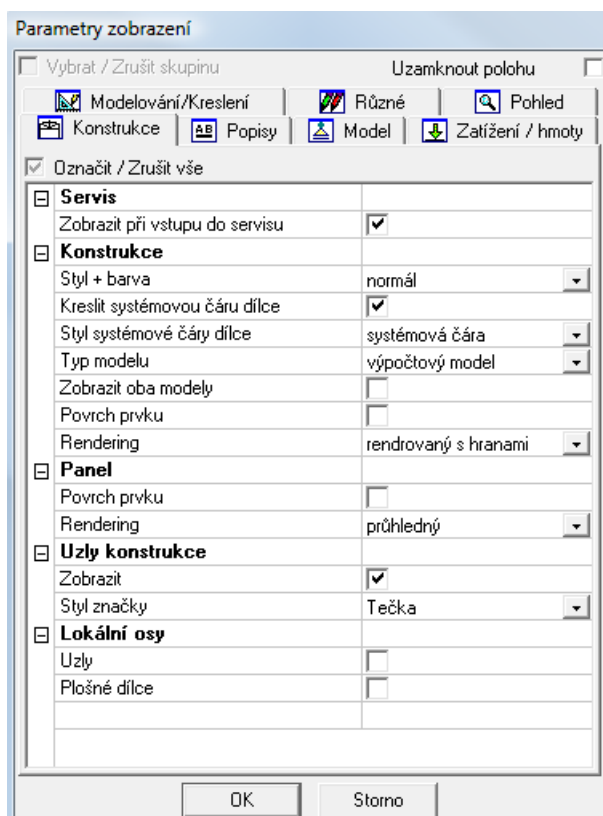 Parametry zobrazení
Vybrat / Zrušit skupinu Uzamknout polohu
Modelování/Kreslení Různé Pohled
Konstrukce AB Popisy Model Zatížení / hmoty
Označit / Zrušit vše
Servis
Zobrazit při vstupu do servisu
Konstrukce
Styl + barva normál
Kreslit systémovou čáru dílce
Styl systémové čáry dílce systémová čára
Typ modelu výpočtový model
Zobrazit oba modely
Povrch prvku
Rendering rendrovaný s hranami
Panel
Povrch prvku
Rendering průhledný
Uzly konstrukce
Zobrazit
Styl značky Tečka
Lokální osy
Uzly
Plošné dílce
OK Storno